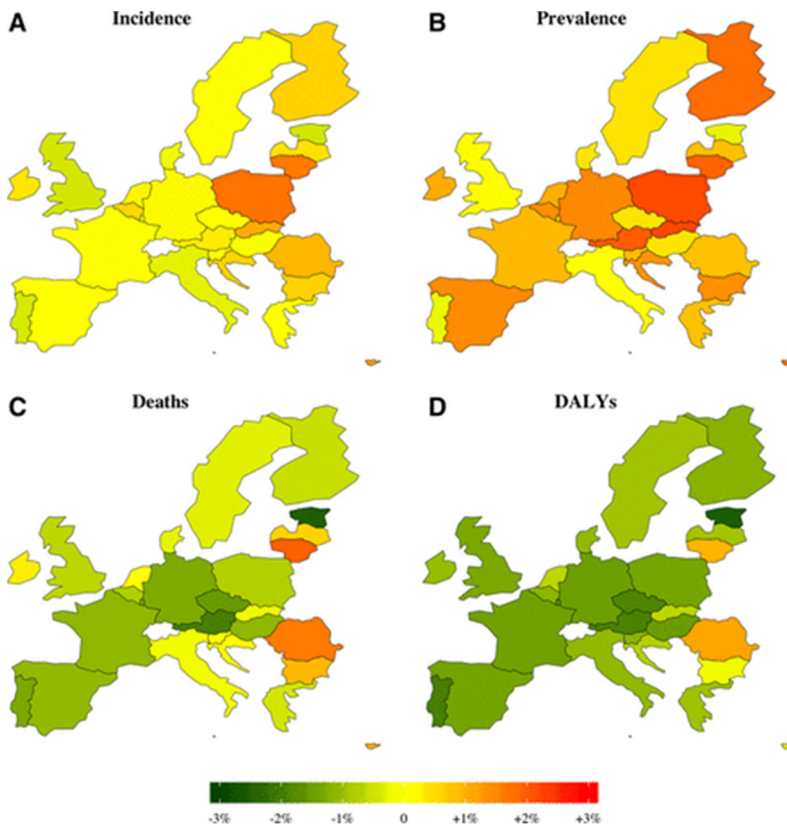 A Incidence
B Prevalence
C Deaths
D DALYs
-3% -2% -1% 0 +1% +2% +3%